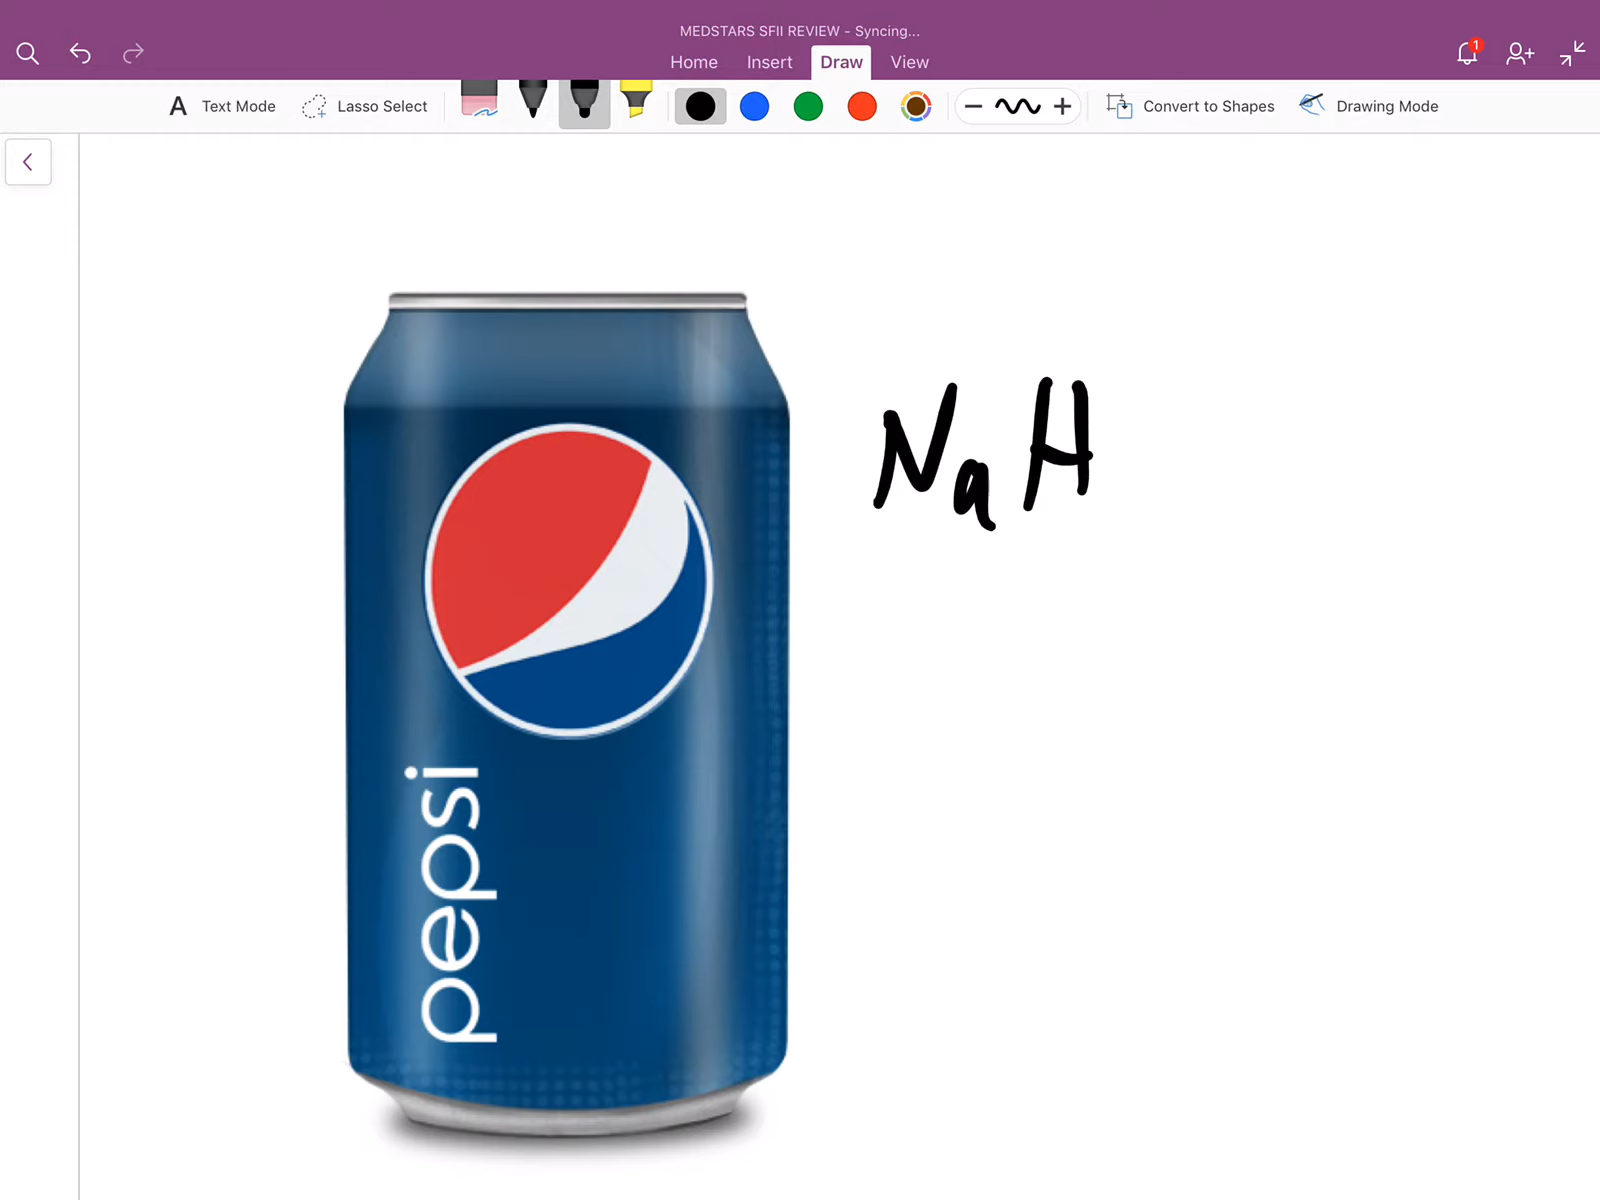 MEDSTARS SFII REVIEW - Syncing...
Home Insert Draw View
1
A Text Mode Lasso Select Convert to Shapes Drawing Mode
NaH
pepsi